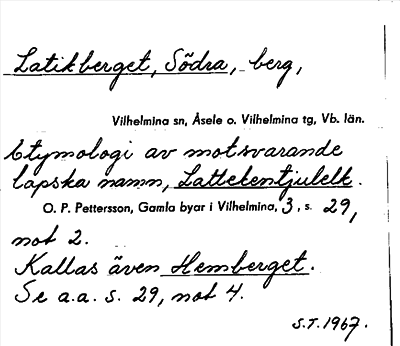 Latikberget, Södra, berg,
Vilhelmina sn, Åsele o. Vilhelmina tg, Vb. län.
Etymologi av motsvarande
lapska namn, Lattekentjulelk.
O. P. Pettersson, Gamla byar i Vilhelmina, 3, s. 29,
not 2.
Kallas även Hemberget.
Se a.a. s. 29, not 4.
S.T. 1967.